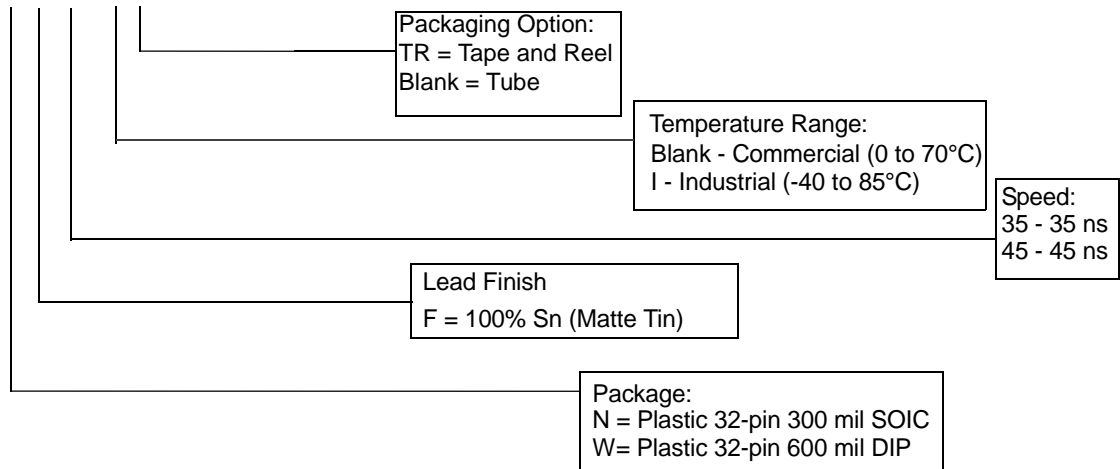 Packaging Option:
TR = Tape and Reel
Blank = Tube
Temperature Range:
Blank - Commercial (0 to 70°C)
I - Industrial (-40 to 85°C)
Speed:
35 - 35 ns
45 - 45 ns
Lead Finish
F = 100% Sn (Matte Tin)
Package:
N = Plastic 32-pin 300 mil SOIC
W= Plastic 32-pin 600 mil DIP